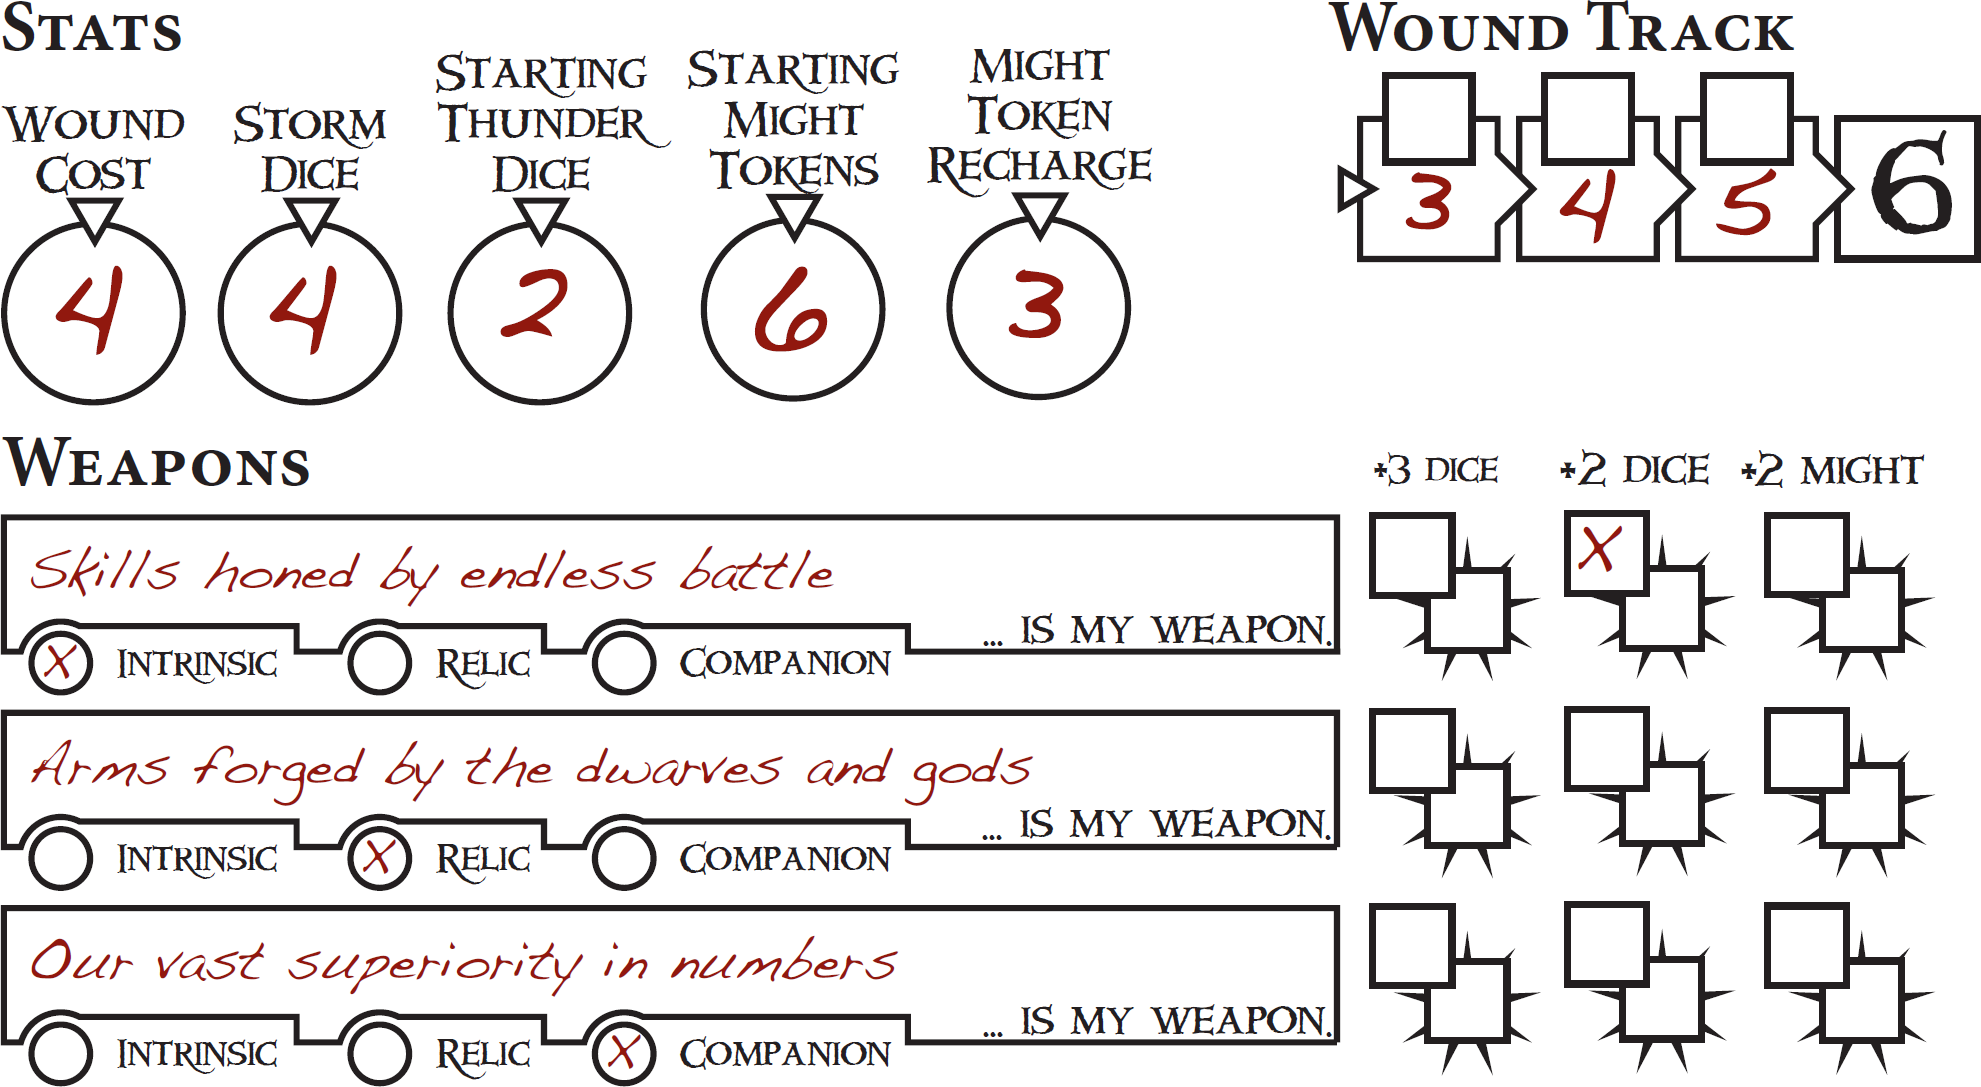 Stats
Wound Track
Wound Cost
Storm Dice
Starting Thunder Dice
Starting Might Tokens
Might Token Recharge
4
4
2
6
3
3
4
5
6
Weapons
+3 dice
+2 dice
+2 might
Skills honed by endless battle
... is my weapon.
X Intrinsic
Relic
Companion
X
Arms forged by the dwarves and gods
... is my weapon.
Intrinsic
X Relic
Companion
Our vast superiority in numbers
... is my weapon.
Intrinsic
Relic
X Companion